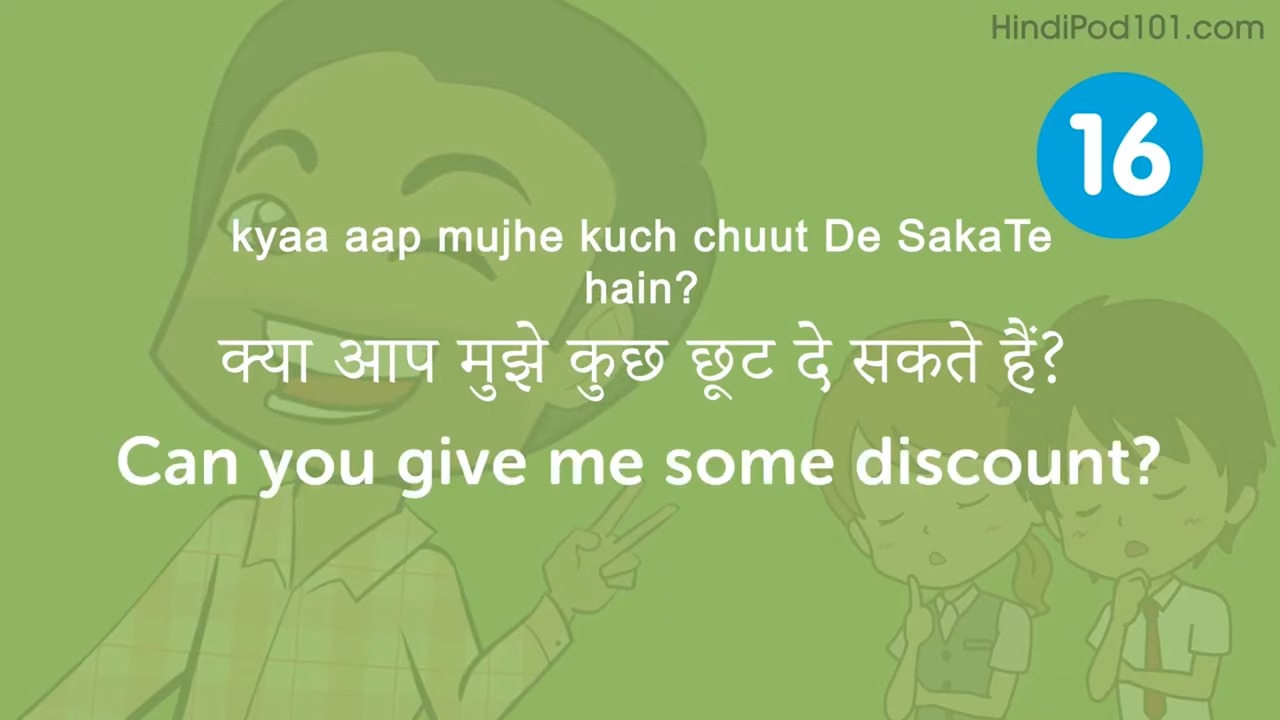 HindiPod101.com
16
kyaa aap mujhe kuch chuut De SakaTe
hain?
क्या आप मुझे कुछ छूट दे सकते हैं?
Can you give me some discount?